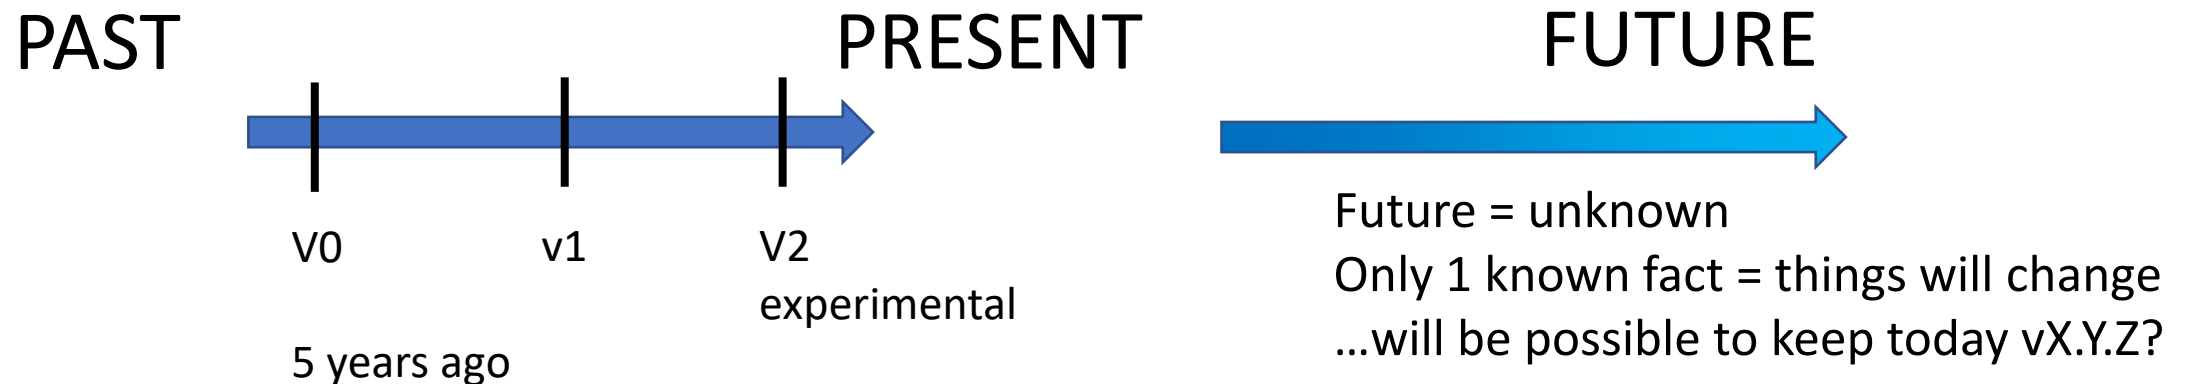 PAST
PRESENT
FUTURE
V0
v1
V2
experimental
5 years ago
Future = unknown
Only 1 known fact = things will change
...will be possible to keep today vX.Y.Z?